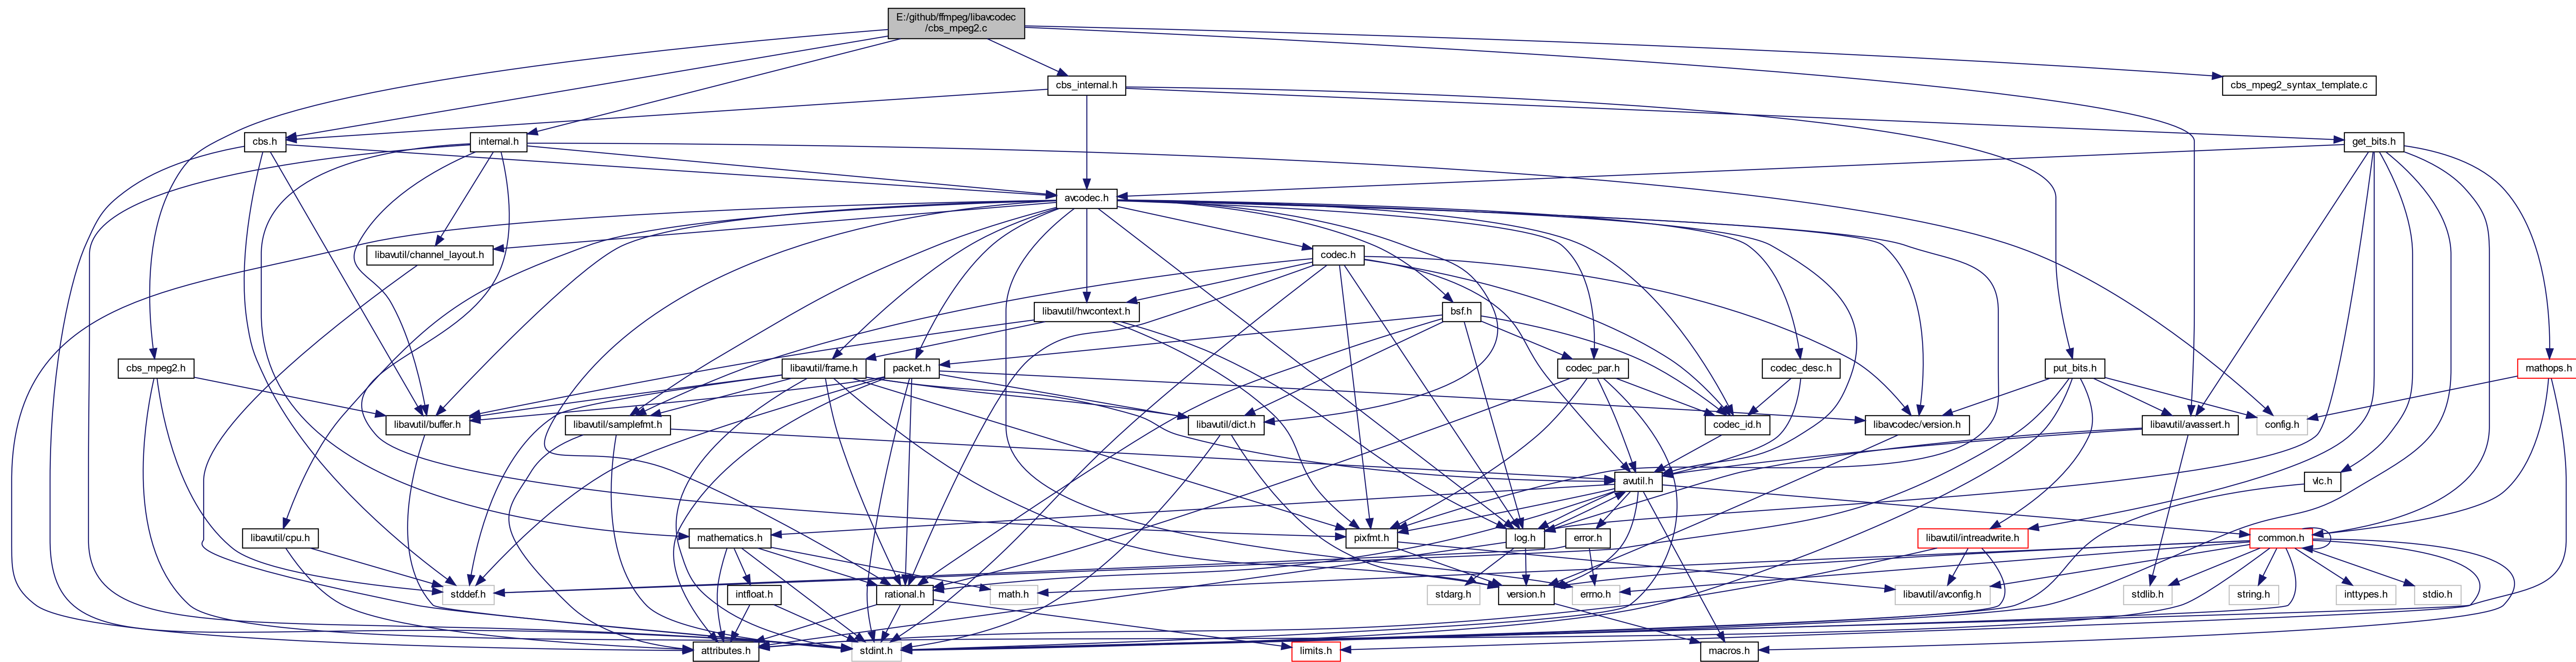 E:/github/ffmpeg/libavcodec
/cbs_mpeg2.c
cbs_internal.h
cbs_mpeg2_syntax_template.c
cbs.h
internal.h
get_bits.h
avcodec.h
libavutil/channel_layout.h
codec.h
libavutil/hwcontext.h
bsf.h
cbs_mpeg2.h
libavutil/frame.h
packet.h
codec_par.h
codec_desc.h
put_bits.h
mathops.h
libavutil/buffer.h
libavutil/samplefmt.h
libavutil/dict.h
codec_id.h
libavcodec/version.h
libavutil/avassert.h
config.h
avutil.h
vlc.h
libavutil/cpu.h
mathematics.h
pixfmt.h
log.h
error.h
libavutil/intreadwrite.h
common.h
stddef.h
intfloat.h
rational.h
math.h
stdarg.h
version.h
errno.h
libavutil/avconfig.h
stdlib.h
string.h
inttypes.h
stdio.h
attributes.h
stdint.h
limits.h
macros.h